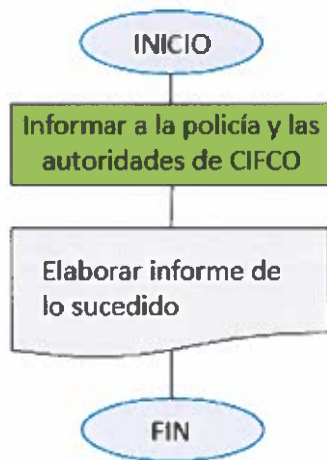 INICIO
Informar a la policía y las
autoridades de CIFCO
Elaborar informe de
lo sucedido
FIN